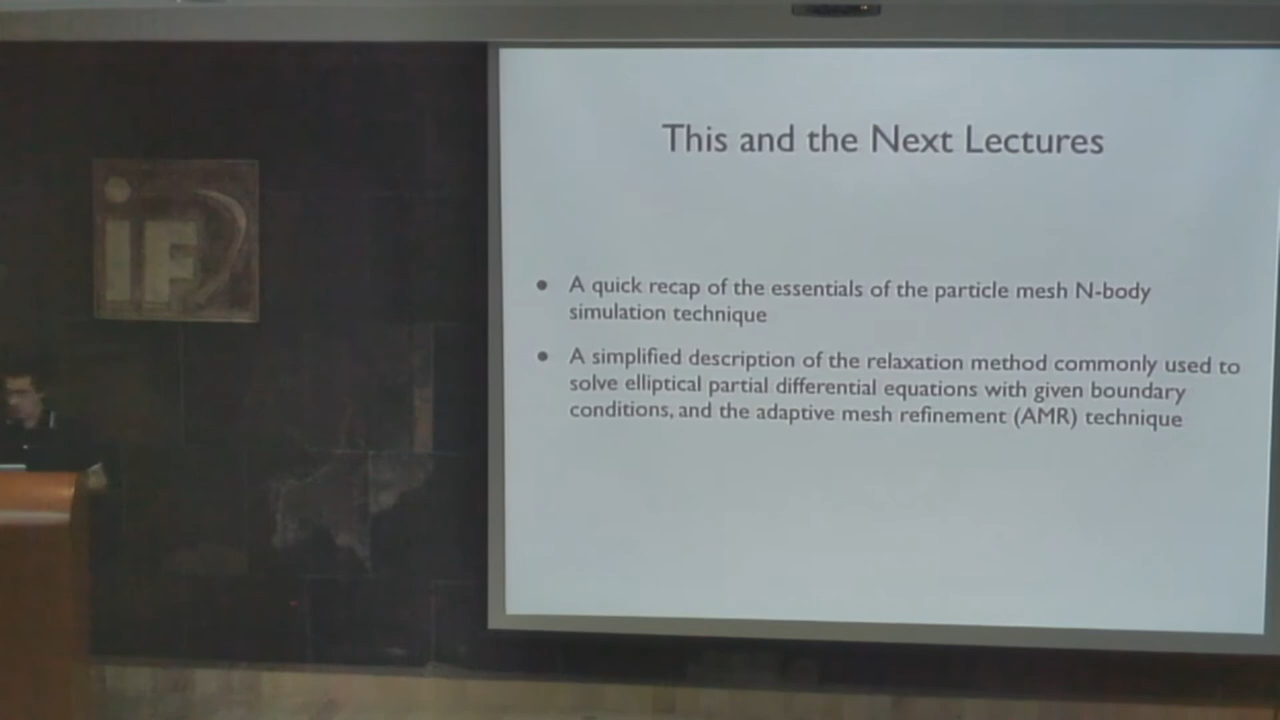 This and the Next Lectures
iF
• A quick recap of the essentials of the particle mesh N-body
simulation technique
• A simplified description of the relaxation method commonly used to
solve elliptical partial differential equations with given boundary
conditions, and the adaptive mesh refinement (AMR) technique